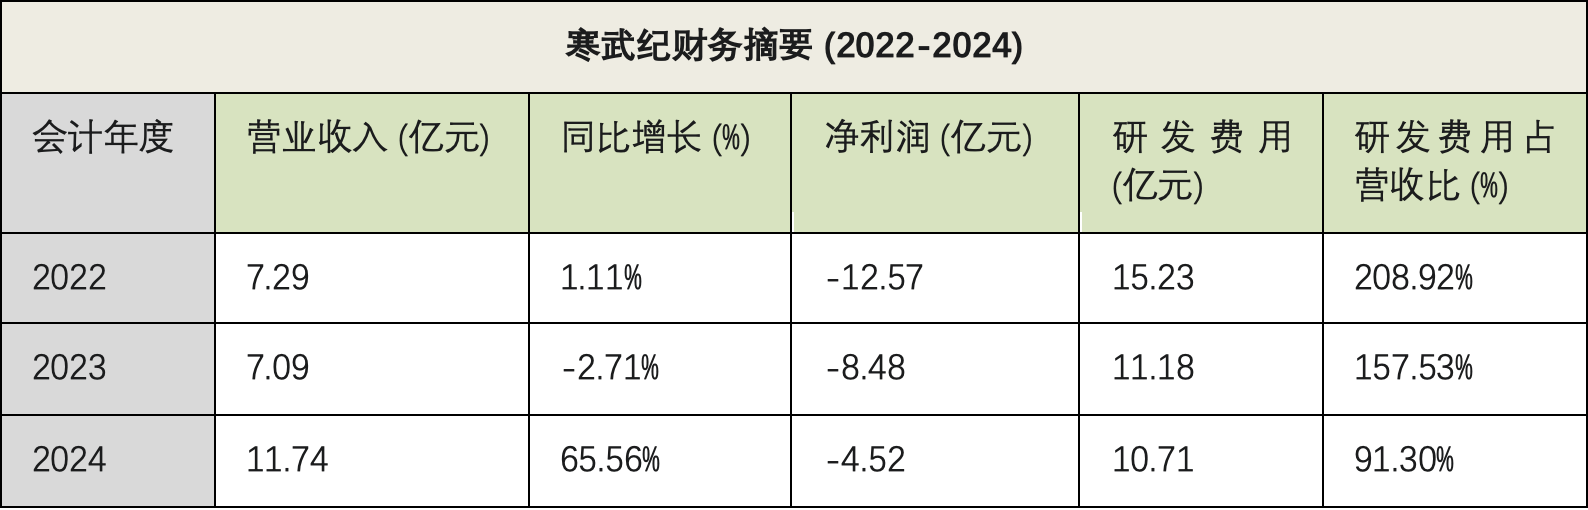 寒武纪财务摘要 (2022-2024)
会计年度 营业收入 (亿元) 同比增长 (%) 净利润 (亿元) 研发费用 (亿元) 研发费用占营收比 (%)
2022 7.29 1.11% -12.57 15.23 208.92%
2023 7.09 -2.71% -8.48 11.18 157.53%
2024 11.74 65.56% -4.52 10.71 91.30%